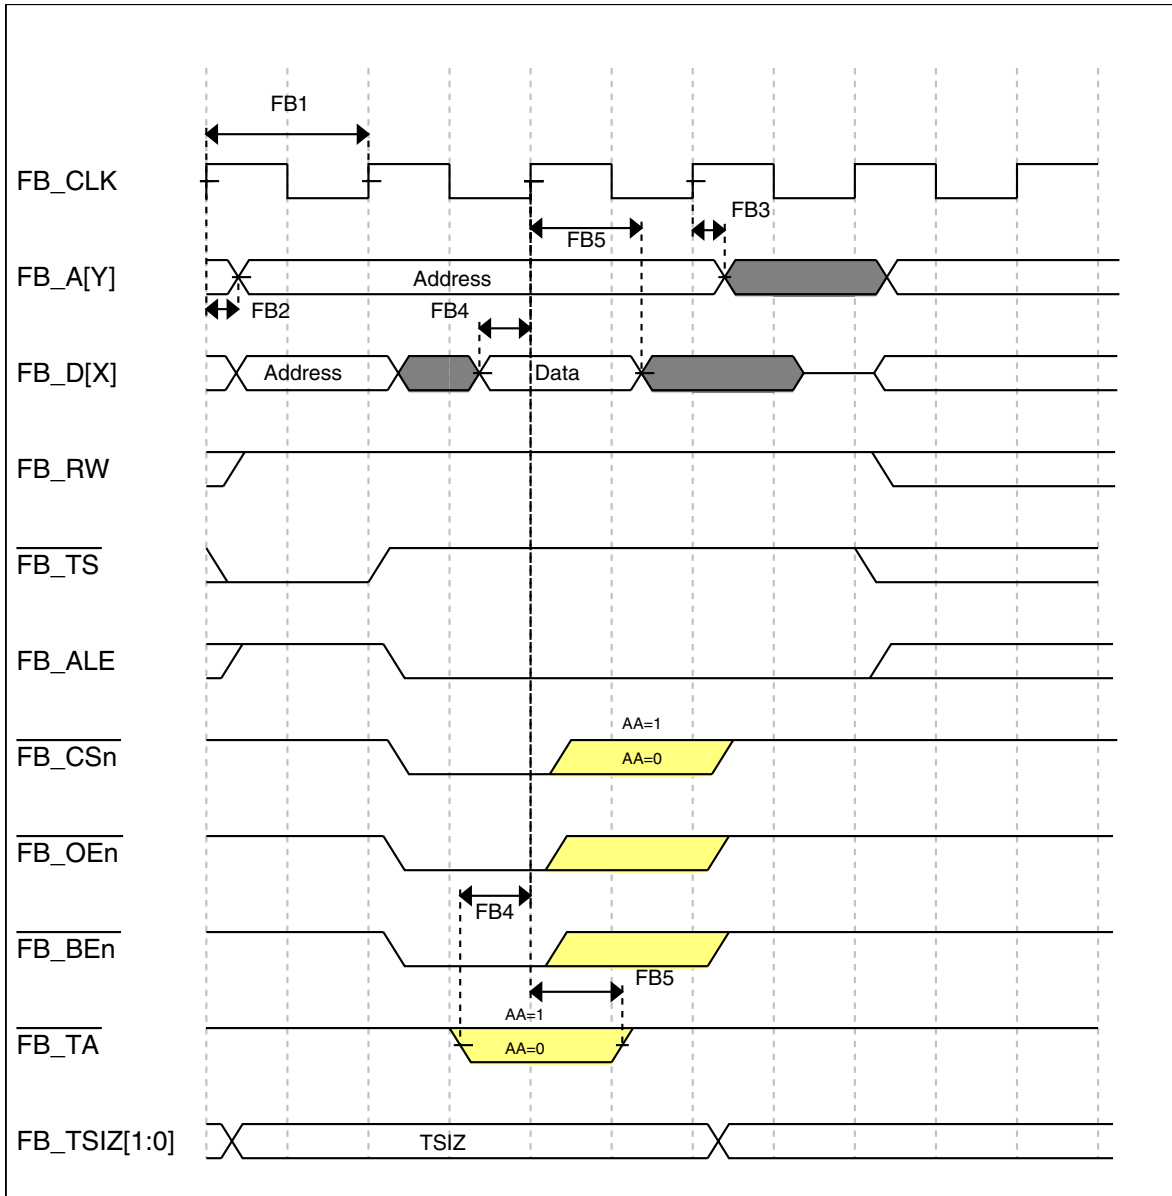 FB1
FB_CLK
FB3
FB5
FB_A[Y]
Address
FB2
FB4
FB_D[X]
Address
Data
FB_RW
FB_TS
FB_ALE
AA=1
FB_CSn
AA=0
FB_OEn
FB4
FB_BEn
FB5
AA=1
FB_TA
AA=0
FB_TSIZ[1:0]
TSIZ